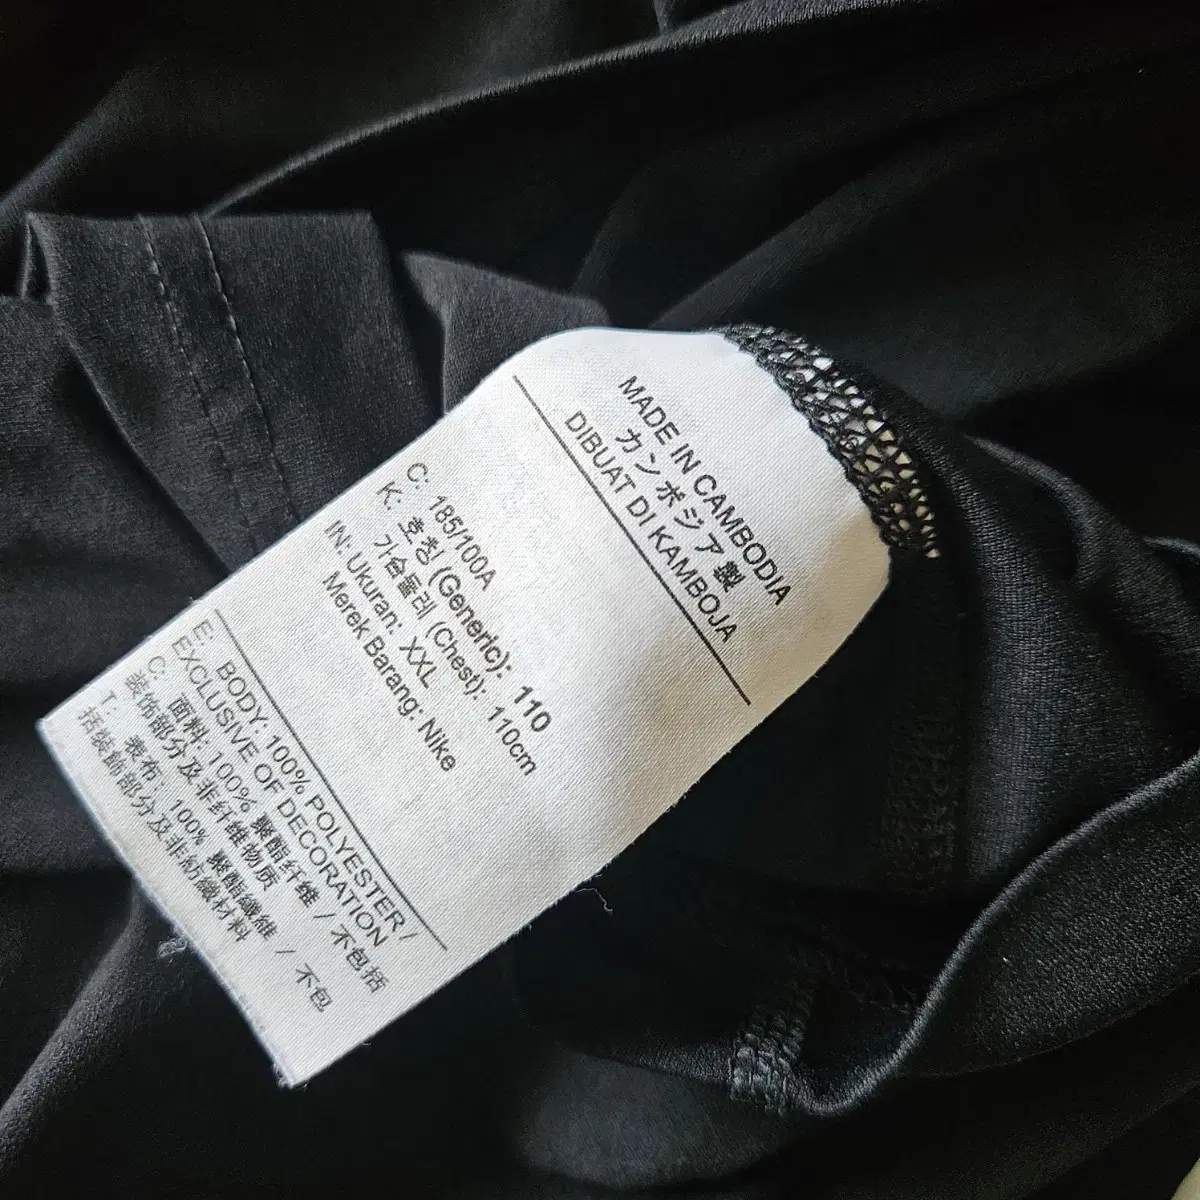 MADE IN CAMBODIA
カンボジア製
DIBUAT DI KAMBOJA
C: 185/100A
K: 호칭 (Generic): 110
가슴둘레 (Chest): 110cm
IN: Ukuran: XXL
Merek Barang: Nike
E: BODY: 100% POLYESTER /
EXCLUSIVE OF DECORATION
C: 面料: 100% 聚酯纤维 / 不包括
装饰部分及非纤维物质
T: 表布: 100% 聚酯纖維 / 不包
括裝飾部分及非紡織材料